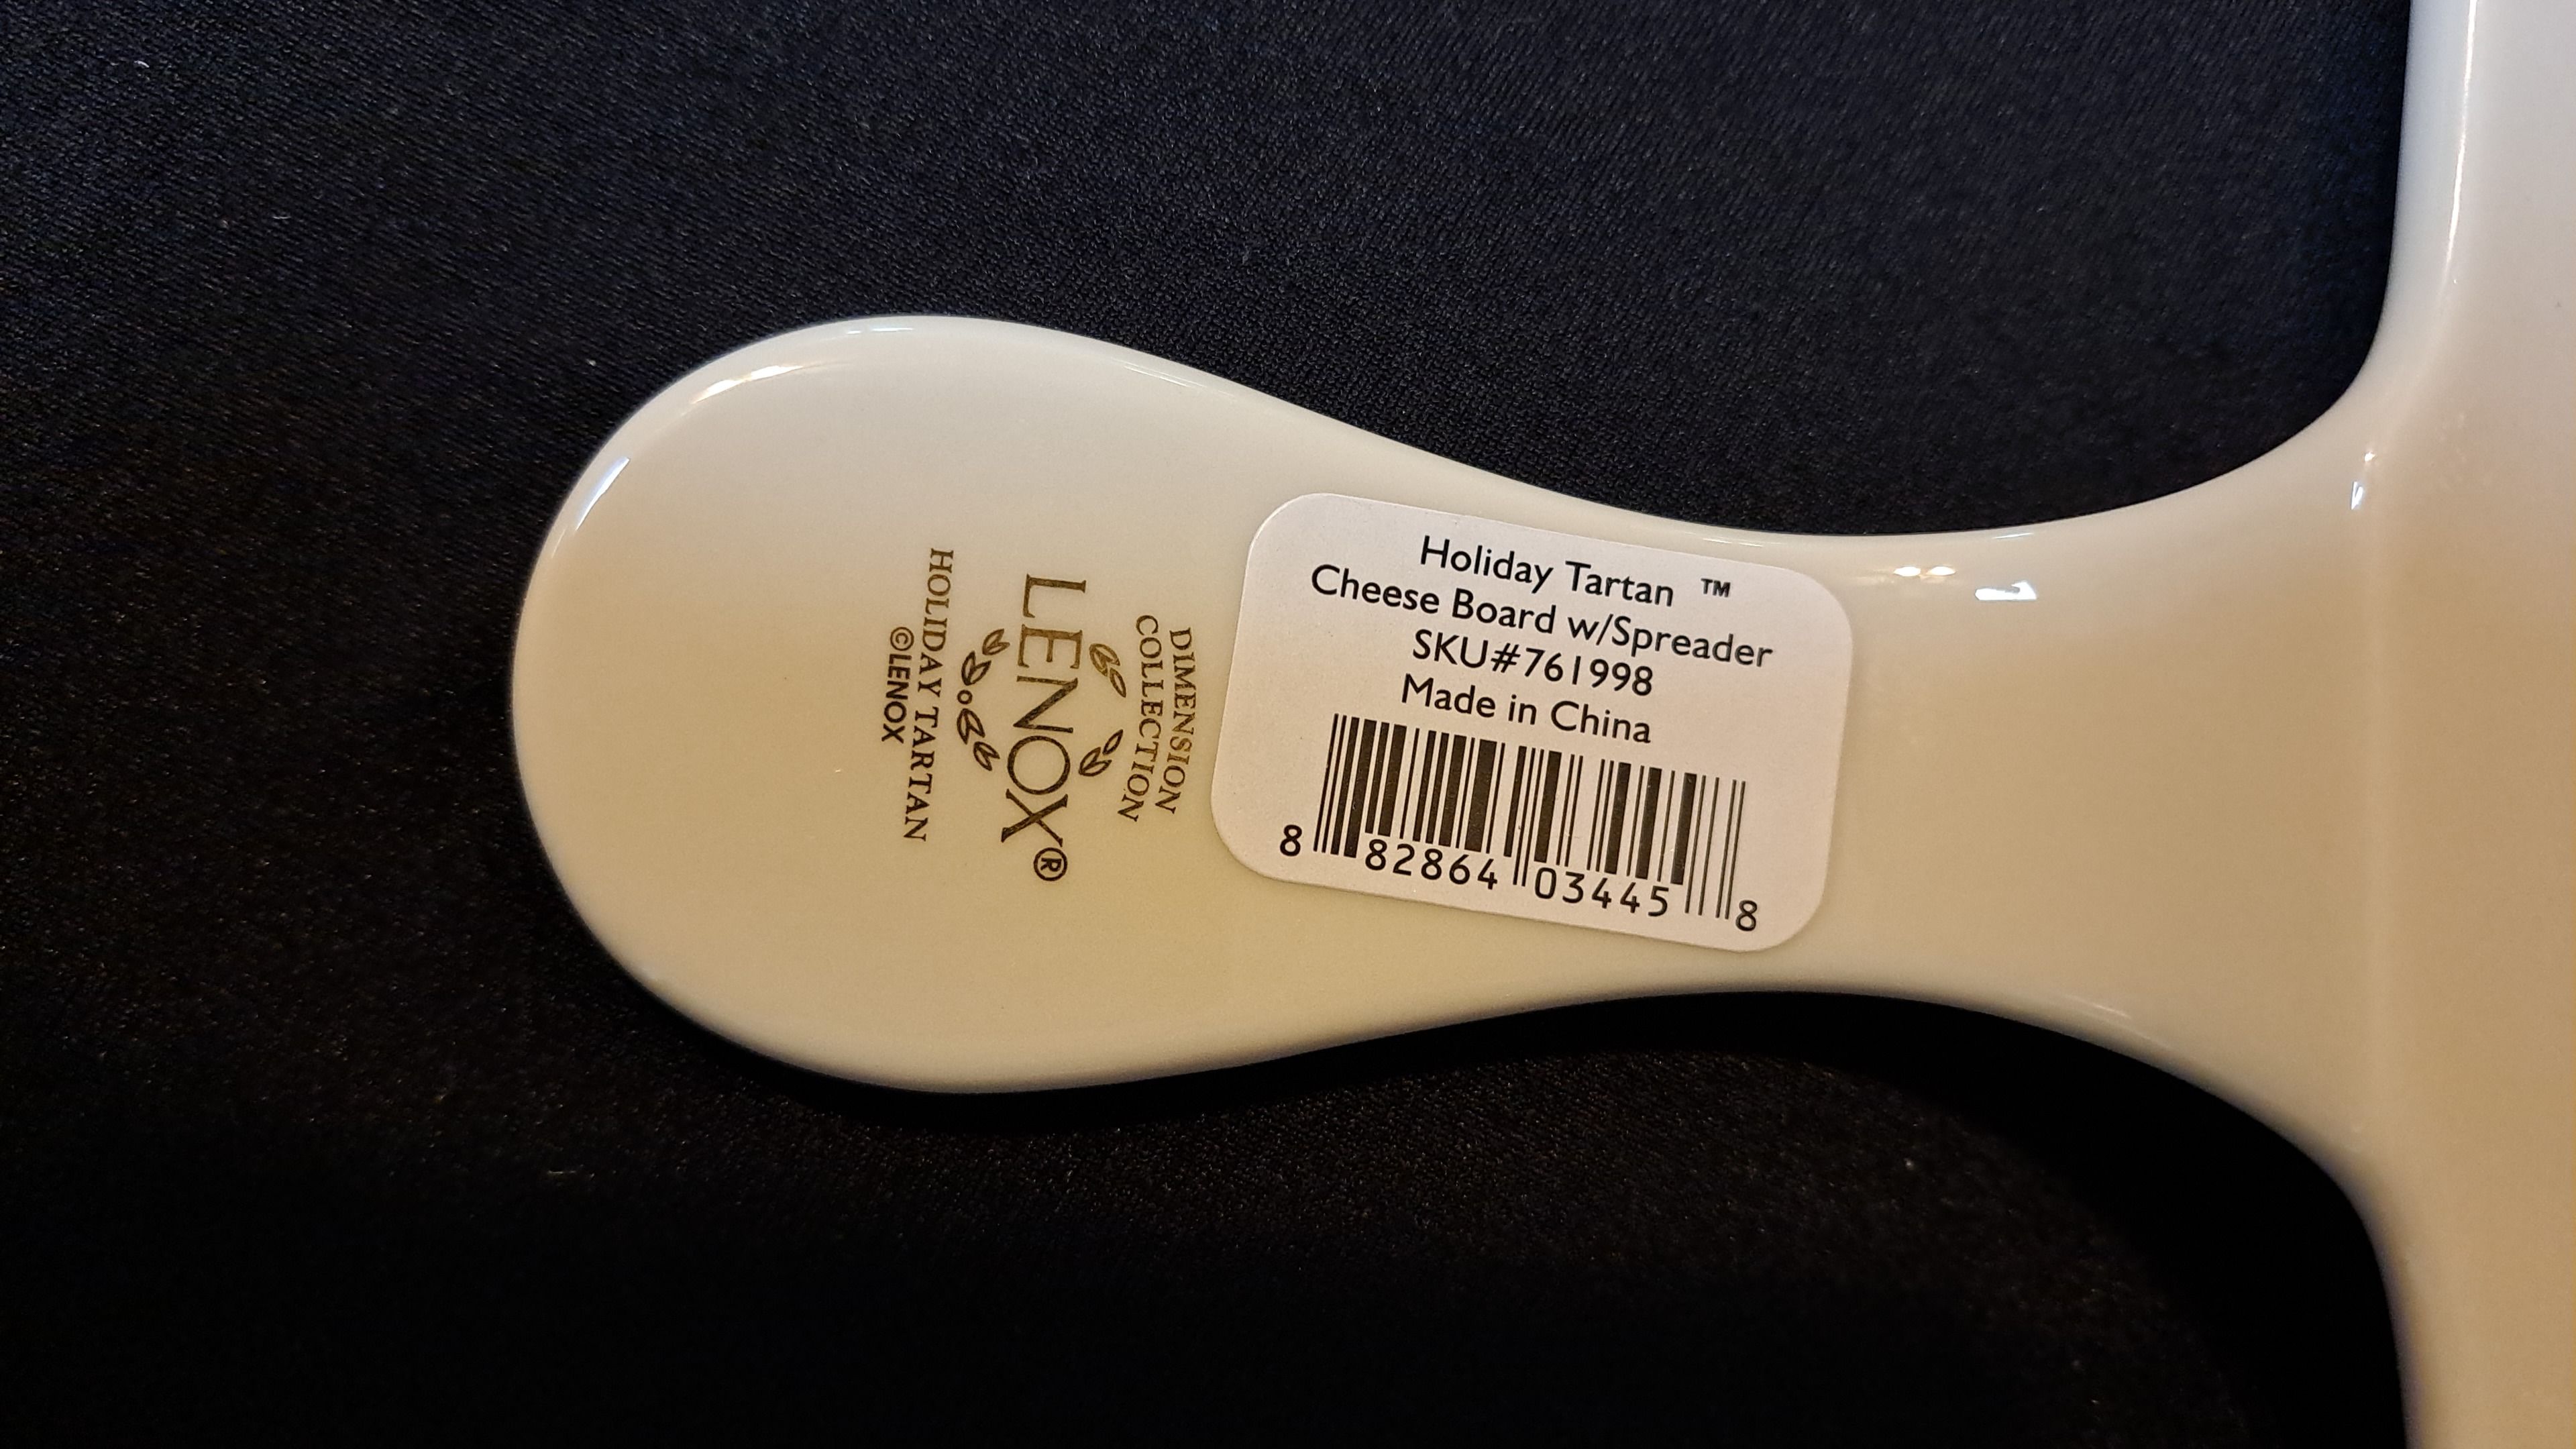 DIMENSION
COLLECTION
LENOX®
HOLIDAY TARTAN
©LENOX
Holiday Tartan ™
Cheese Board w/Spreader
SKU#761998
Made in China
8 82864 03445 8